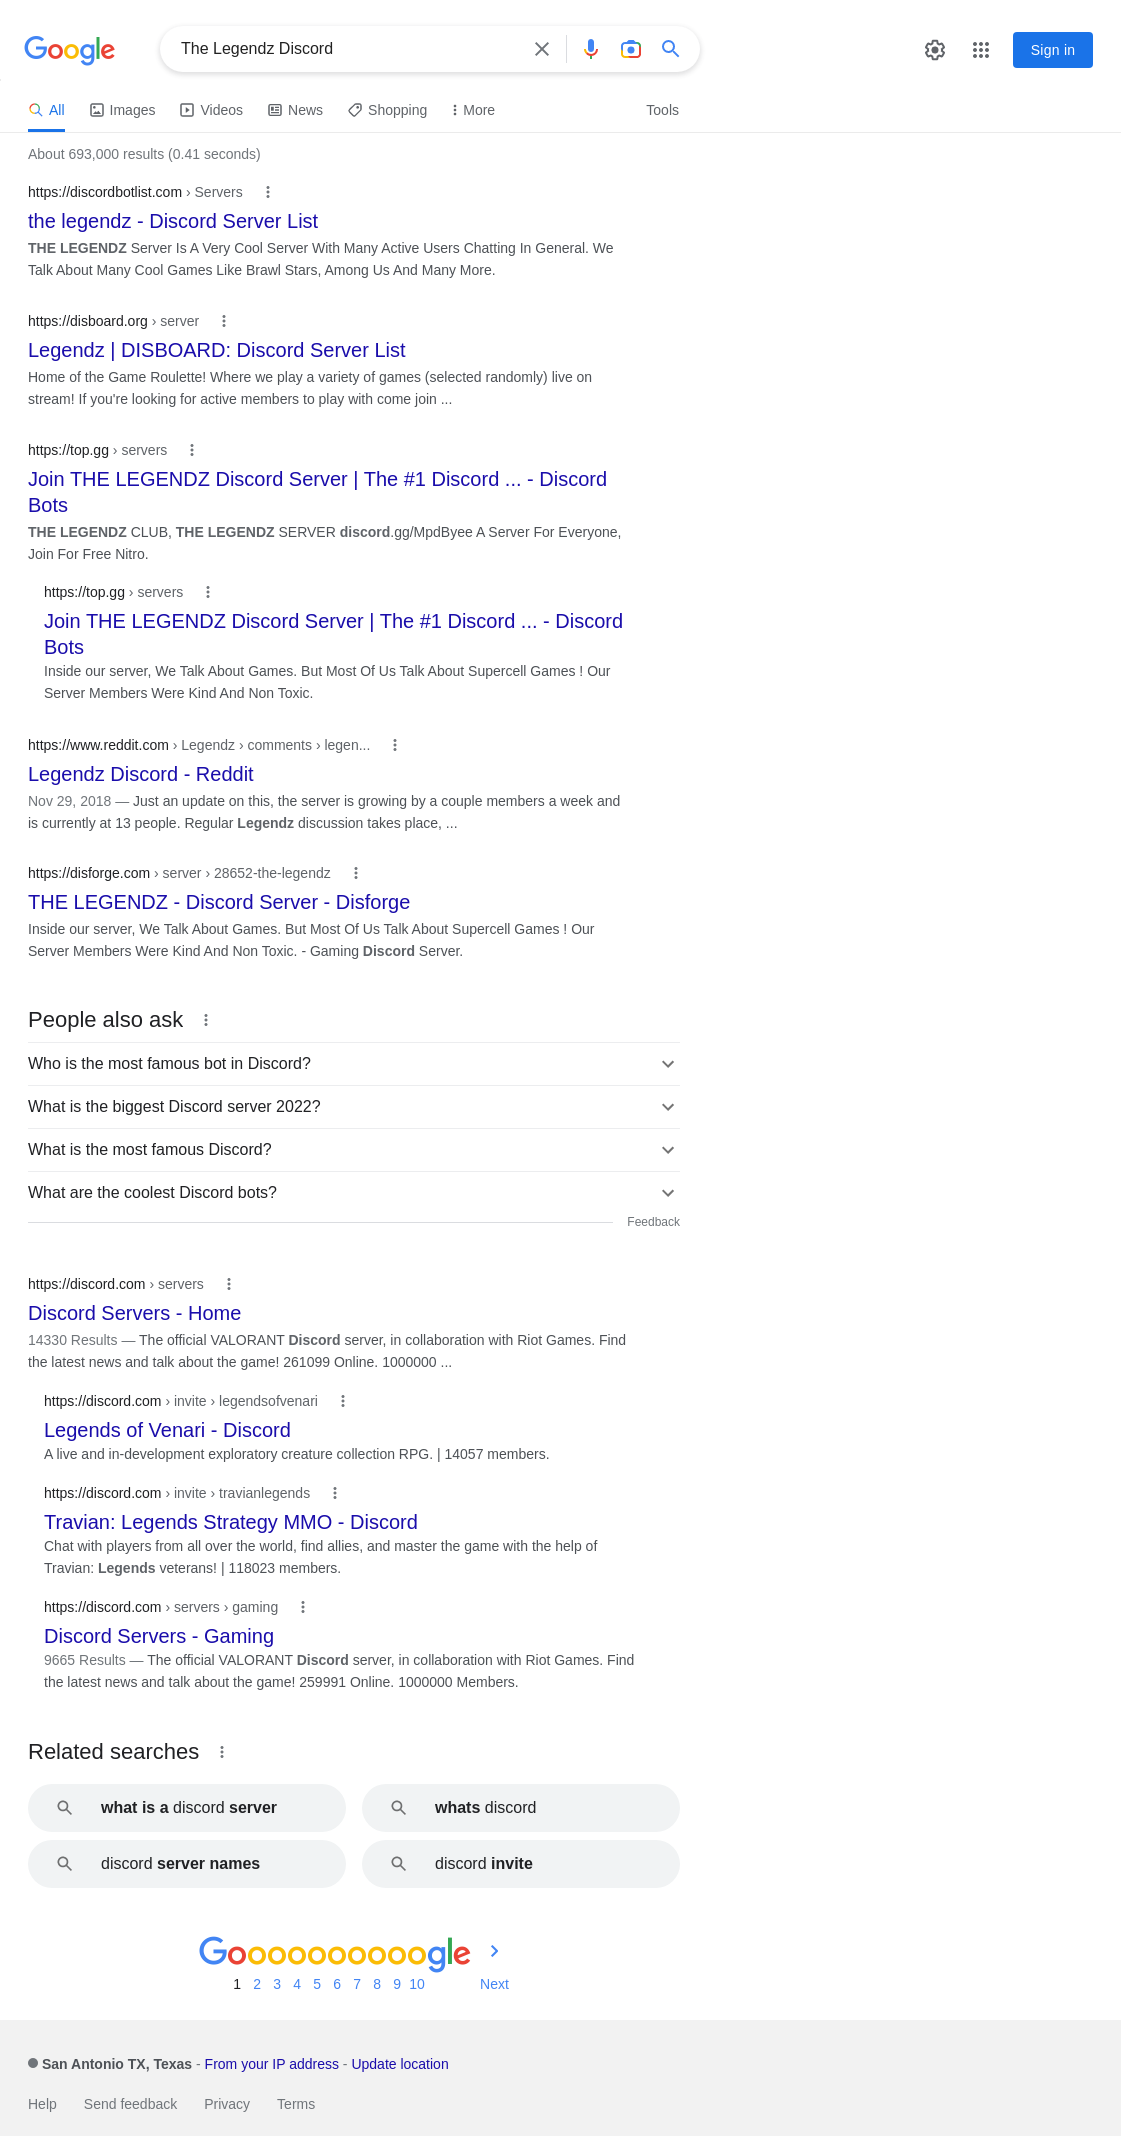 Google
The Legendz Discord
Sign in
All Images Videos News Shopping More Tools
About 693,000 results (0.41 seconds)
https://discordbotlist.com › Servers
the legendz - Discord Server List
THE LEGENDZ Server Is A Very Cool Server With Many Active Users Chatting In General. We
Talk About Many Cool Games Like Brawl Stars, Among Us And Many More.
https://disboard.org › server
Legendz | DISBOARD: Discord Server List
Home of the Game Roulette! Where we play a variety of games (selected randomly) live on
stream! If you're looking for active members to play with come join ...
https://top.gg › servers
Join THE LEGENDZ Discord Server | The #1 Discord ... - Discord
Bots
THE LEGENDZ CLUB, THE LEGENDZ SERVER discord.gg/MpdByee A Server For Everyone,
Join For Free Nitro.
https://top.gg › servers
Join THE LEGENDZ Discord Server | The #1 Discord ... - Discord
Bots
Inside our server, We Talk About Games. But Most Of Us Talk About Supercell Games ! Our
Server Members Were Kind And Non Toxic.
https://www.reddit.com › Legendz › comments › legen...
Legendz Discord - Reddit
Nov 29, 2018 — Just an update on this, the server is growing by a couple members a week and
is currently at 13 people. Regular Legendz discussion takes place, ...
https://disforge.com › server › 28652-the-legendz
THE LEGENDZ - Discord Server - Disforge
Inside our server, We Talk About Games. But Most Of Us Talk About Supercell Games ! Our
Server Members Were Kind And Non Toxic. - Gaming Discord Server.
People also ask
Who is the most famous bot in Discord?
What is the biggest Discord server 2022?
What is the most famous Discord?
What are the coolest Discord bots?
Feedback
https://discord.com › servers
Discord Servers - Home
14330 Results — The official VALORANT Discord server, in collaboration with Riot Games. Find
the latest news and talk about the game! 261099 Online. 1000000 ...
https://discord.com › invite › legendsofvenari
Legends of Venari - Discord
A live and in-development exploratory creature collection RPG. | 14057 members.
https://discord.com › invite › travianlegends
Travian: Legends Strategy MMO - Discord
Chat with players from all over the world, find allies, and master the game with the help of
Travian: Legends veterans! | 118023 members.
https://discord.com › servers › gaming
Discord Servers - Gaming
9665 Results — The official VALORANT Discord server, in collaboration with Riot Games. Find
the latest news and talk about the game! 259991 Online. 1000000 Members.
Related searches
what is a discord server
whats discord
discord server names
discord invite
Goooooooooogle
1 2 3 4 5 6 7 8 9 10 Next
San Antonio TX, Texas - From your IP address - Update location
Help Send feedback Privacy Terms